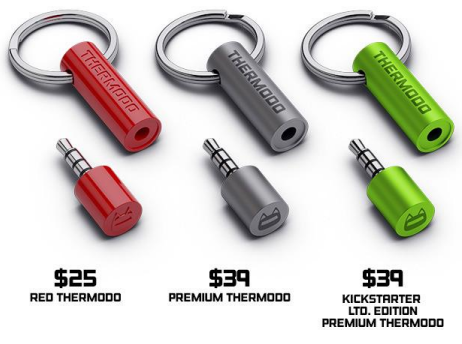 THERMODO THERMODO THERMODO
$25 $39 $39
RED THERMODO PREMIUM THERMODO KICKSTARTER
LTD. EDITION
PREMIUM THERMODO